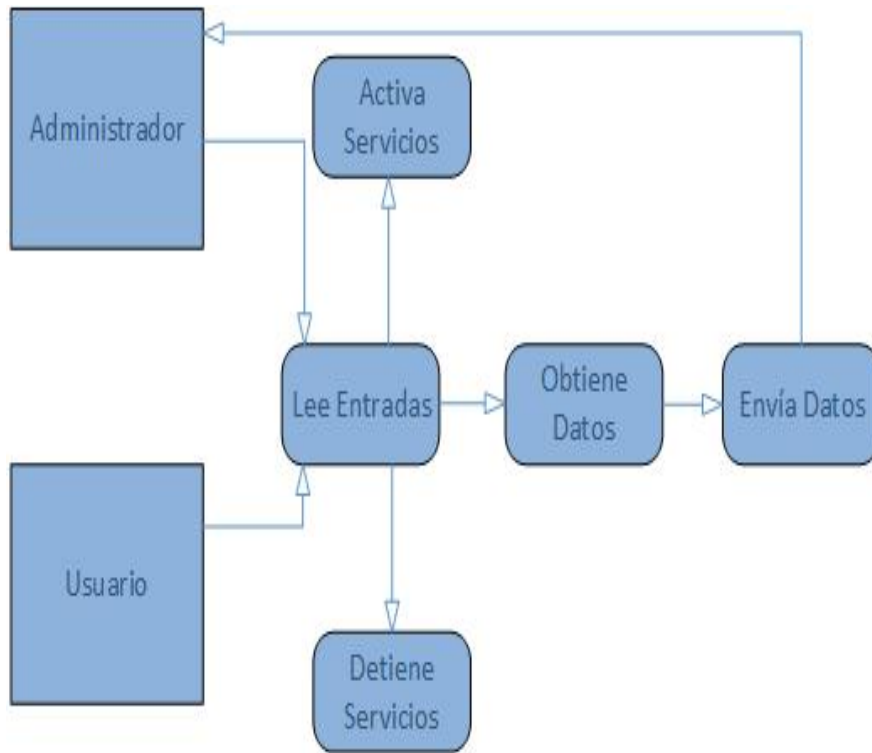 Administrador
Activa
Servicios
Lee Entradas
Obtiene
Datos
Envía Datos
Usuario
Detiene
Servicios